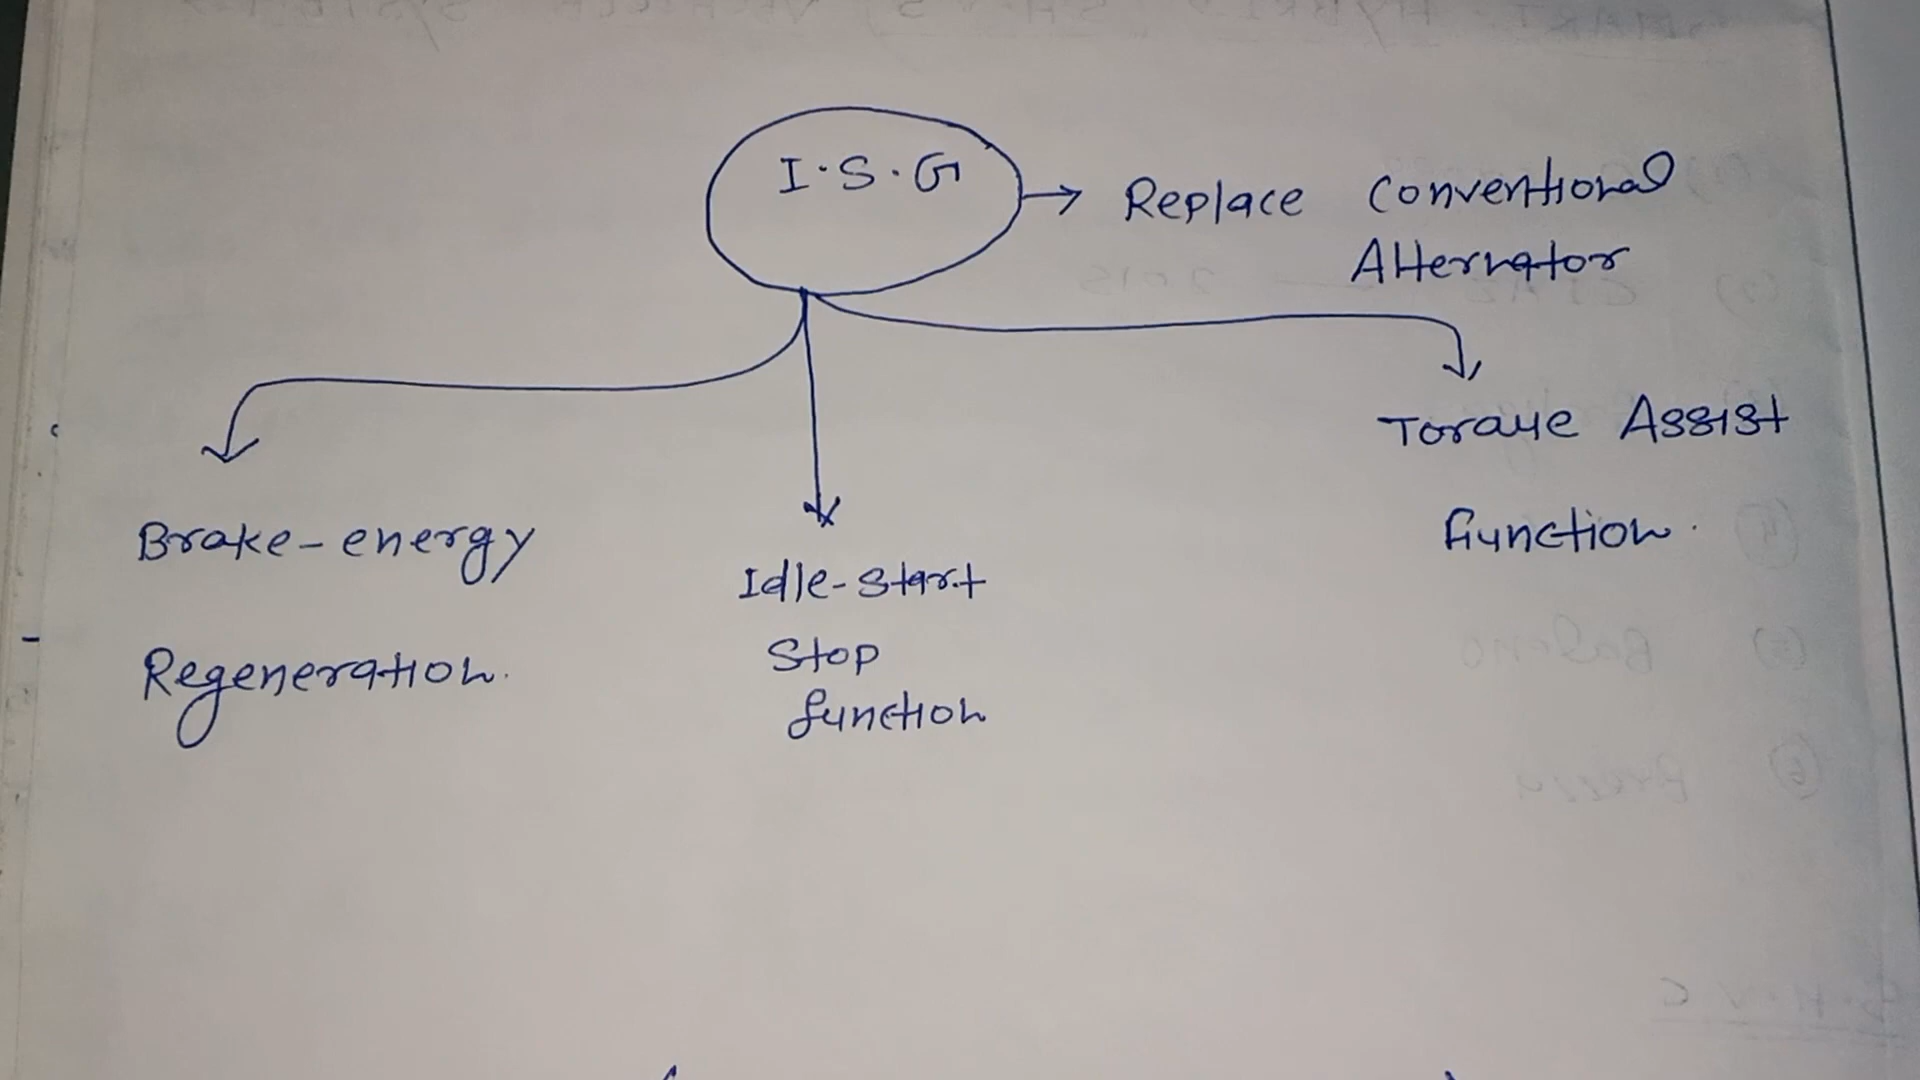 I.S.G → Replace Conventional
Alternator
Torque Assist
function.
Brake-energy
Regeneration.
Idle-start
Stop
function